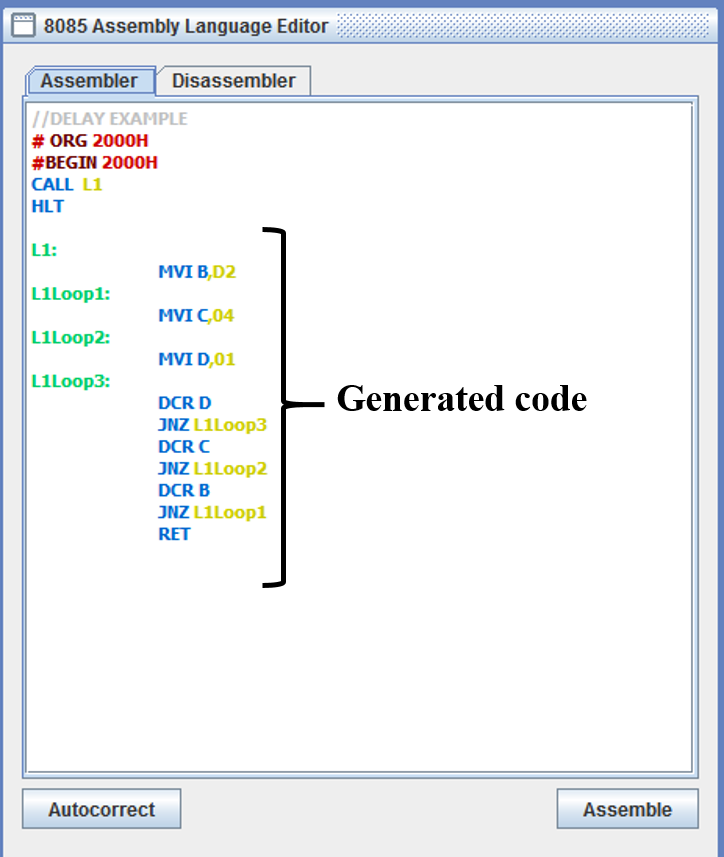 8085 Assembly Language Editor
Assembler Disassembler
//DELAY EXAMPLE
# ORG 2000H
#BEGIN 2000H
CALL L1
HLT
L1:
MVI B,D2
L1Loop1:
MVI C,04
L1Loop2:
MVI D,01
L1Loop3:
DCR D
JNZ L1Loop3
DCR C
JNZ L1Loop2
DCR B
JNZ L1Loop1
RET
Generated code
Autocorrect Assemble